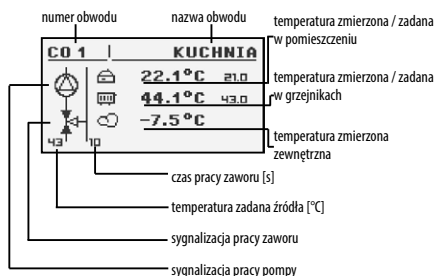 numer obwodu nazwa obwodu
temperatura zmierzona / zadana
w pomieszczeniu
CO 1 KUCHNIA
22.1°C 21.0
temperatura zmierzona / zadana
w grzejnikach
44.1°C 43.0
-7.5°C
temperatura zmierzona
zewnętrzna
43 10
czas pracy zaworu [s]
temperatura zadana źródła [°C]
sygnalizacja pracy zaworu
sygnalizacja pracy pompy